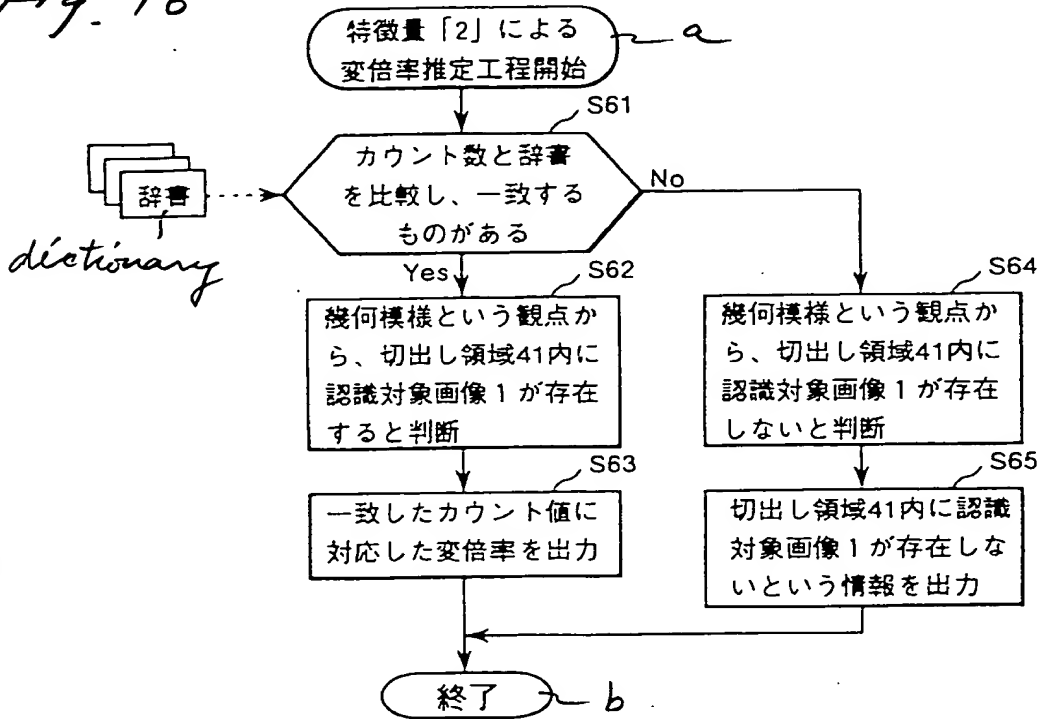 Fig. 18
特徴量「2」による
変倍率推定工程開始
a
S61
カウント数と辞書
を比較し、一致する
ものがある
辞書
dictionary
No
Yes
S62
幾何模様という観点か
ら、切出し領域41内に
認識対象画像1が存在
すると判断
S64
幾何模様という観点か
ら、切出し領域41内に
認識対象画像1が存在
しないと判断
S63
一致したカウント値に
対応した変倍率を出力
S65
切出し領域41内に認識
対象画像1が存在しな
いという情報を出力
終了
b